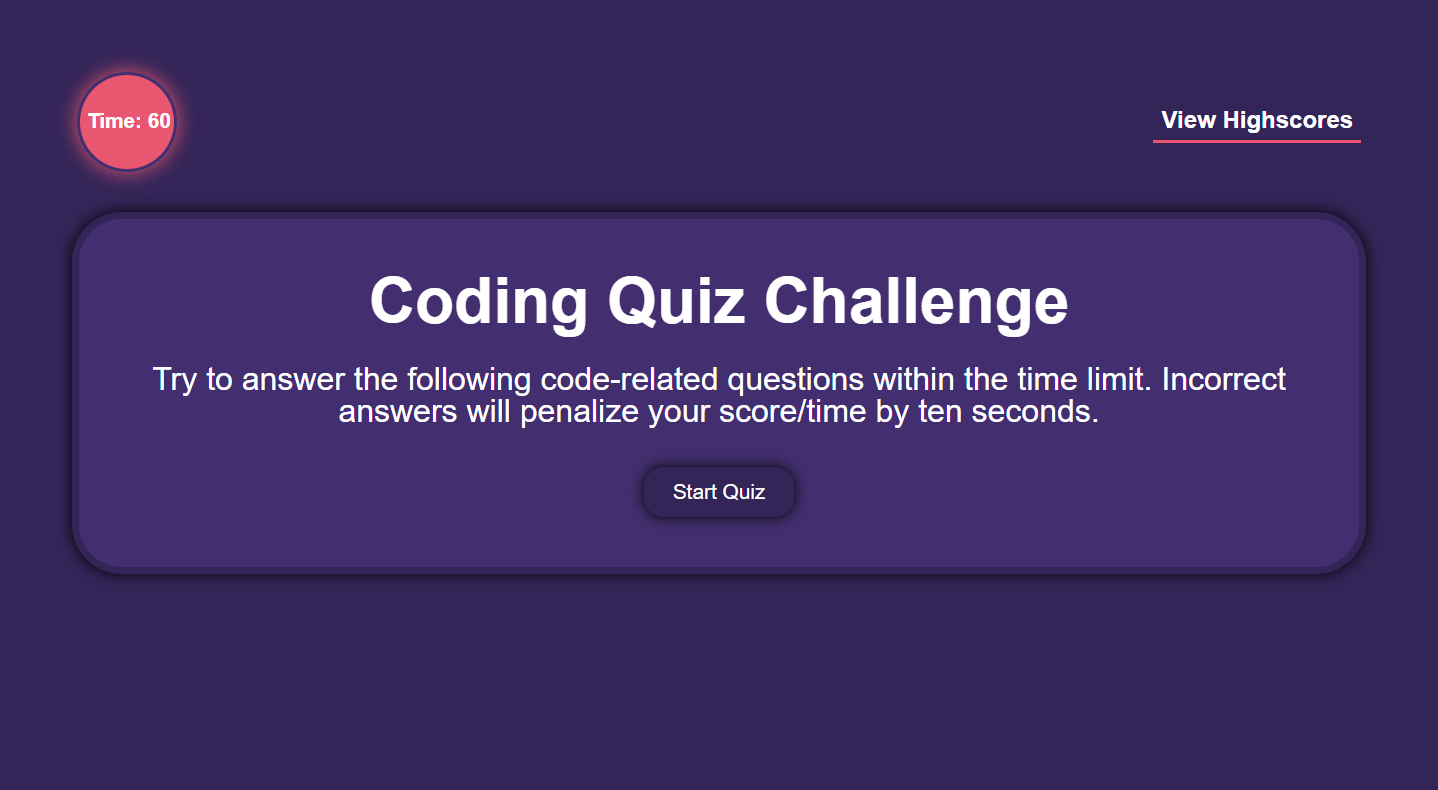 Time: 60
View Highscores
Coding Quiz Challenge
Try to answer the following code-related questions within the time limit. Incorrect
answers will penalize your score/time by ten seconds.
Start Quiz